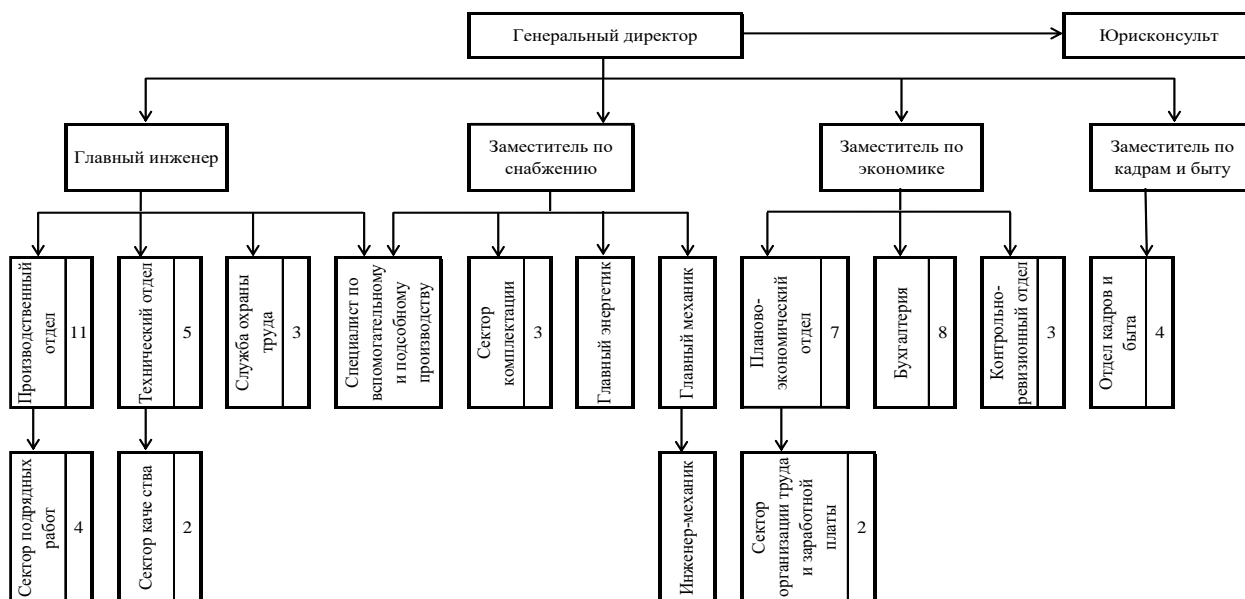 Генеральный директор
Юрисконсульт
Главный инженер
Заместитель по
снабжению
Заместитель по
экономике
Заместитель по
кадрам и быту
Производственный
отдел
11
Технический отдел
5
Служба охраны
труда
3
Специалист по
вспомогательному
и подсобному
производству
Сектор
комплектации
3
Главный энергетик
Главный механик
Планово-
экономический
отдел
7
Бухгалтерия
8
Контрольно-
ревизионный отдел
3
Отдел кадров и
быта
4
Сектор подрядных
работ
4
Сектор каче ства
2
Инженер-механик
Сектор
организации труда
и заработной
платы
2